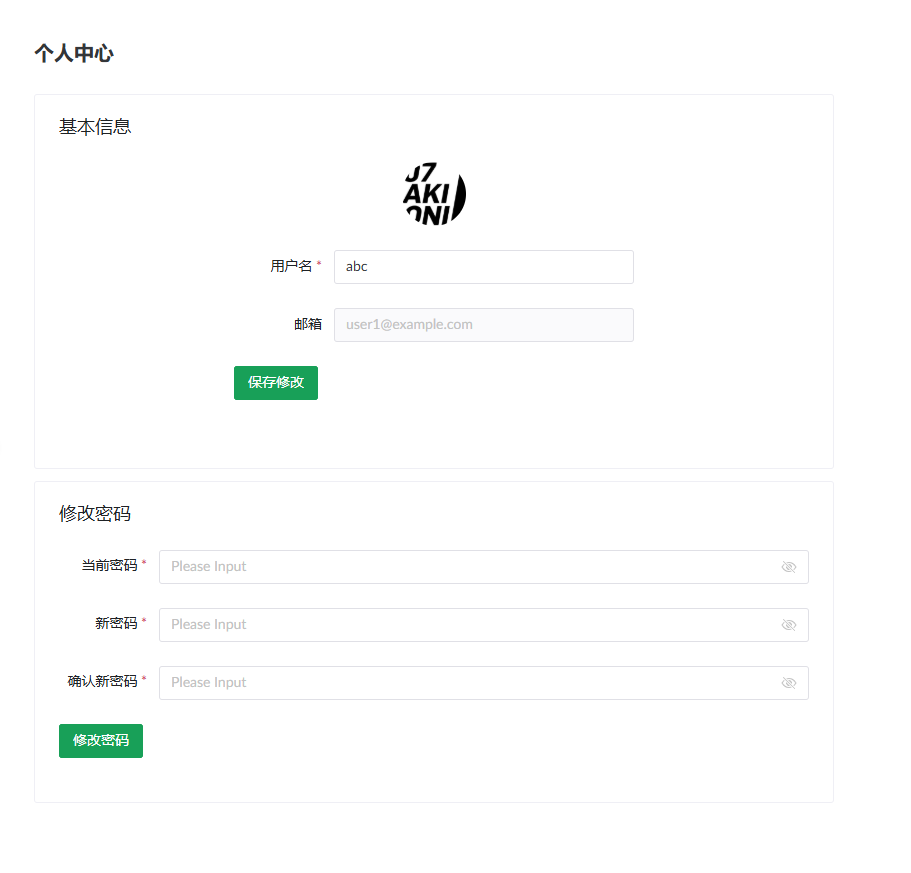 个人中心
基本信息
J7
AKI
ONI
用户名 *
abc
邮箱
user1@example.com
保存修改
修改密码
当前密码 *
Please Input
新密码 *
Please Input
确认新密码 *
Please Input
修改密码